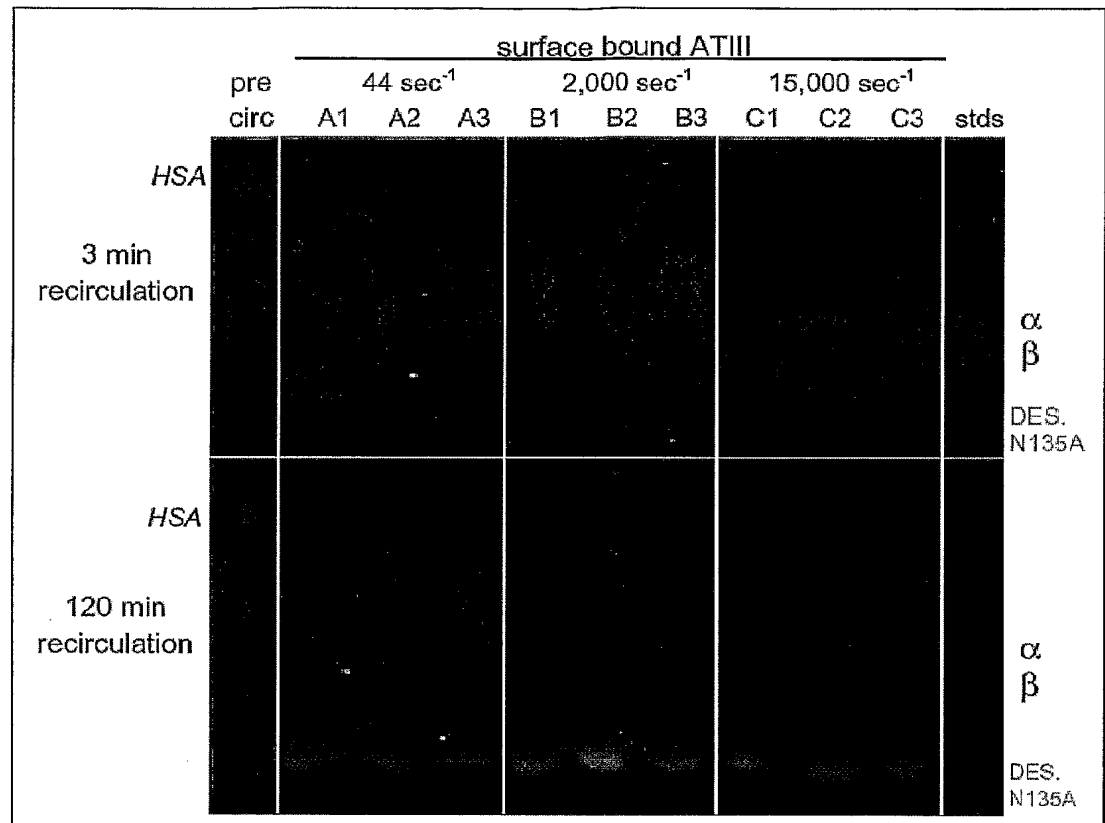 surface bound ATIII
pre 44 sec⁻¹ 2,000 sec⁻¹ 15,000 sec⁻¹
circ A1 A2 A3 B1 B2 B3 C1 C2 C3 stds
HSA
3 min
recirculation
α
β
DES.
N135A
HSA
120 min
recirculation
α
β
DES.
N135A